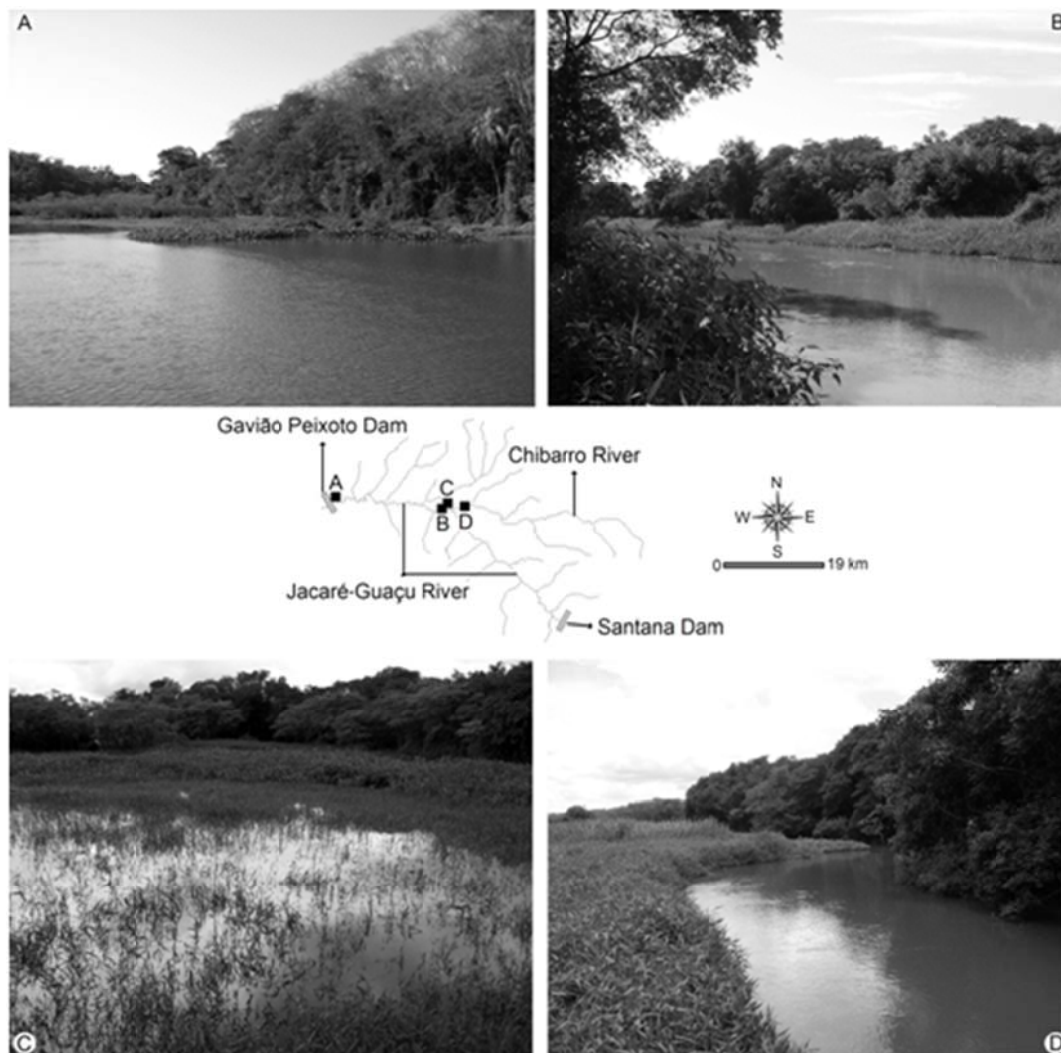 A
B
Gavião Peixoto Dam
Chibarro River
A
C
B
D
N
W
E
S
0
19 km
Jacaré-Guaçu River
Santana Dam
C
D